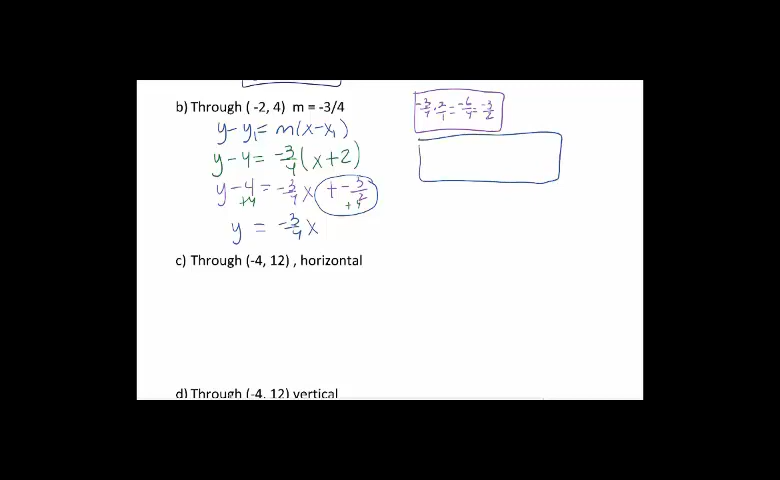 b) Through ( -2, 4) m = -3/4
-3/4 · 2/1 = -6/4 = -3/2
y - y₁ = m(x - x₁)
y - 4 = -3/4 (x + 2)
y - 4 = -3/4 x + -3/2
+4 +4
y = -3/4 x
c) Through (-4, 12) , horizontal
d) Through (-4, 12) vertical